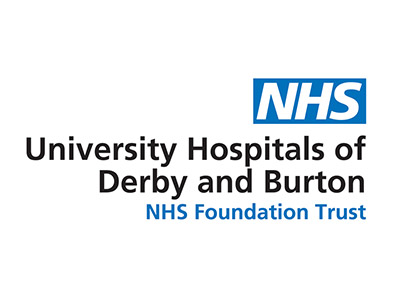 NHS
University Hospitals of
Derby and Burton
NHS Foundation Trust